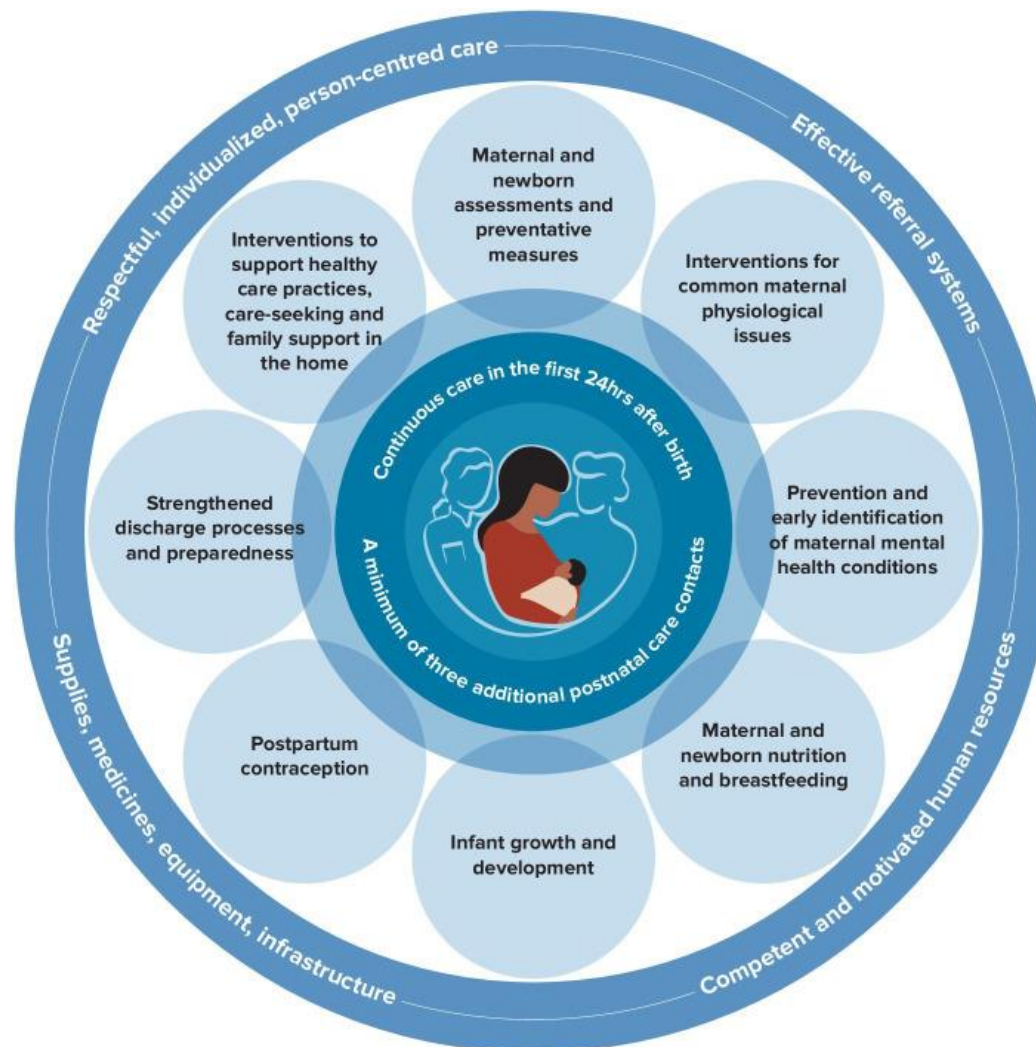 Respectful, individualized, person-centred care
Effective referral systems
Competent and motivated human resources
Supplies, medicines, equipment, infrastructure
Maternal and
newborn
assessments and
preventative
measures
Interventions for
common maternal
physiological
issues
Prevention and
early identification
of maternal mental
health conditions
Maternal and
newborn nutrition
and breastfeeding
Infant growth and
development
Postpartum
contraception
Strengthened
discharge processes
and preparedness
Interventions to
support healthy
care practices,
care-seeking and
family support in
the home
Continuous care in the first 24hrs after birth
A minimum of three additional postnatal care contacts